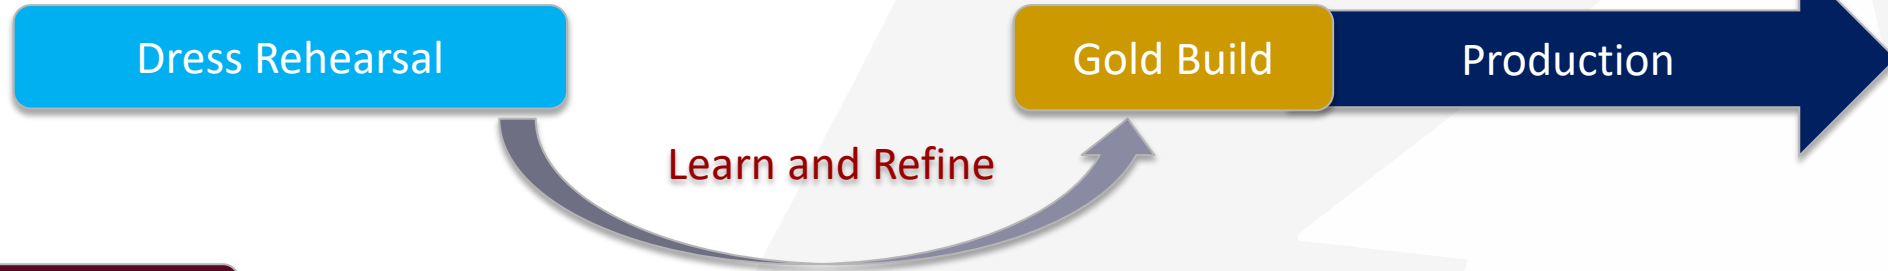 Dress Rehearsal
Gold Build
Production
Learn and Refine